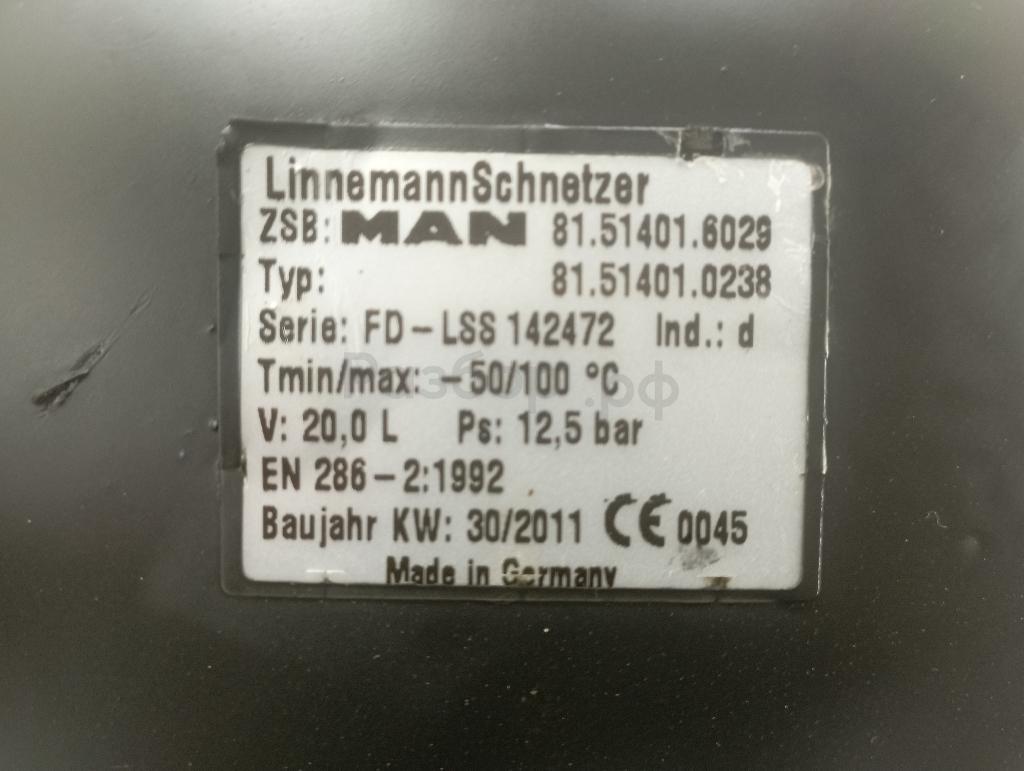 LinnemannSchnetzer
ZSB: MAN 81.51401.6029
Typ: 81.51401.0238
Serie: FD-LSS 142472 Ind.: d
Tmin/max: -50/100 °C
V: 20,0 L Ps: 12,5 bar
EN 286-2:1992
Baujahr KW: 30/2011 CE 0045
Made in Germany